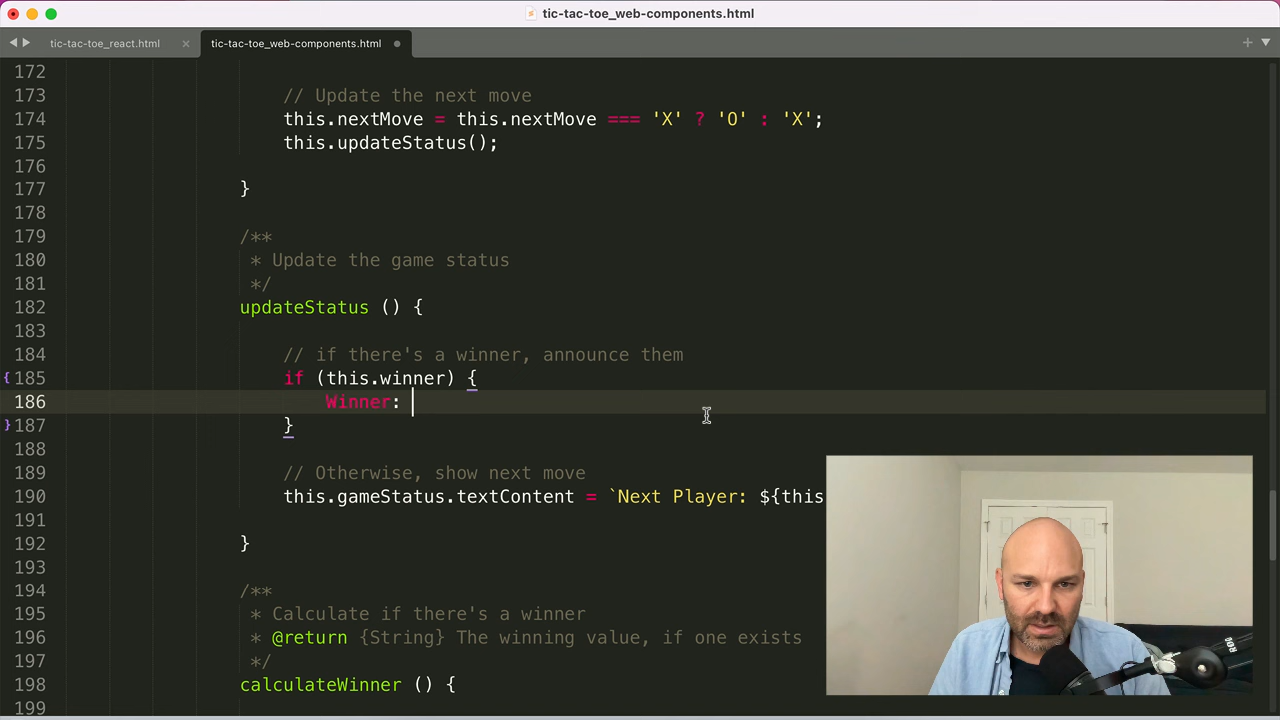 tic-tac-toe_web-components.html
tic-tac-toe_react.html
tic-tac-toe_web-components.html
172
173 // Update the next move
174 this.nextMove = this.nextMove === 'X' ? 'O' : 'X';
175 this.updateStatus();
176
177 }
178
179 /**
180 * Update the game status
181 */
182 updateStatus () {
183
184 // if there's a winner, announce them
185 if (this.winner) {
186 Winner:
187 }
188
189 // Otherwise, show next move
190 this.gameStatus.textContent = `Next Player: ${this
191
192 }
193
194 /**
195 * Calculate if there's a winner
196 * @return {String} The winning value, if one exists
197 */
198 calculateWinner () {
199